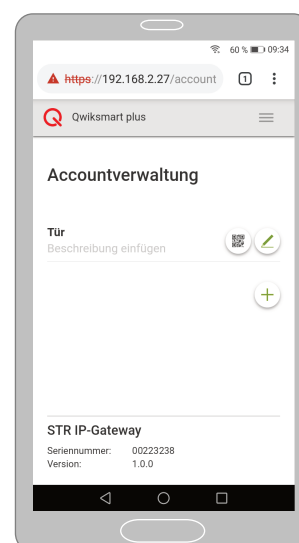 60 % 09:34
https://192.168.2.27/account 1
Qwiksmart plus
Accountverwaltung
Tür
Beschreibung einfügen
STR IP-Gateway
Seriennummer: 00223238
Version: 1.0.0